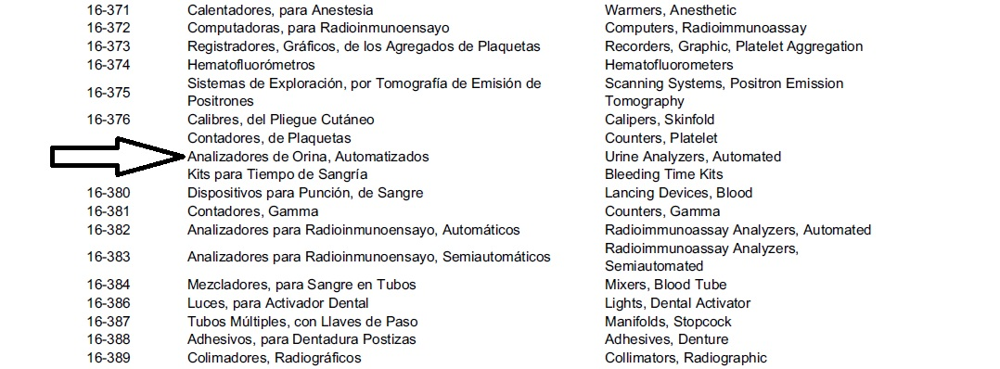 16-371 Calentadores, para Anestesia Warmers, Anesthetic
16-372 Computadoras, para Radioinmunoensayo Computers, Radioimmunoassay
16-373 Registradores, Gráficos, de los Agregados de Plaquetas Recorders, Graphic, Platelet Aggregation
16-374 Hematofluorómetros Hematofluorometers
16-375 Sistemas de Exploración, por Tomografía de Emisión de Scanning Systems, Positron Emission
Positrones Tomography
16-376 Calibres, del Pliegue Cutáneo Calipers, Skinfold
Contadores, de Plaquetas Counters, Platelet
Analizadores de Orina, Automatizados Urine Analyzers, Automated
Kits para Tiempo de Sangría Bleeding Time Kits
16-380 Dispositivos para Punción, de Sangre Lancing Devices, Blood
16-381 Contadores, Gamma Counters, Gamma
16-382 Analizadores para Radioinmunoensayo, Automáticos Radioimmunoassay Analyzers, Automated
16-383 Analizadores para Radioinmunoensayo, Semiautomáticos Radioimmunoassay Analyzers,
Semiautomated
16-384 Mezcladores, para Sangre en Tubos Mixers, Blood Tube
16-386 Luces, para Activador Dental Lights, Dental Activator
16-387 Tubos Múltiples, con Llaves de Paso Manifolds, Stopcock
16-388 Adhesivos, para Dentadura Postizas Adhesives, Denture
16-389 Colimadores, Radiográficos Collimators, Radiographic